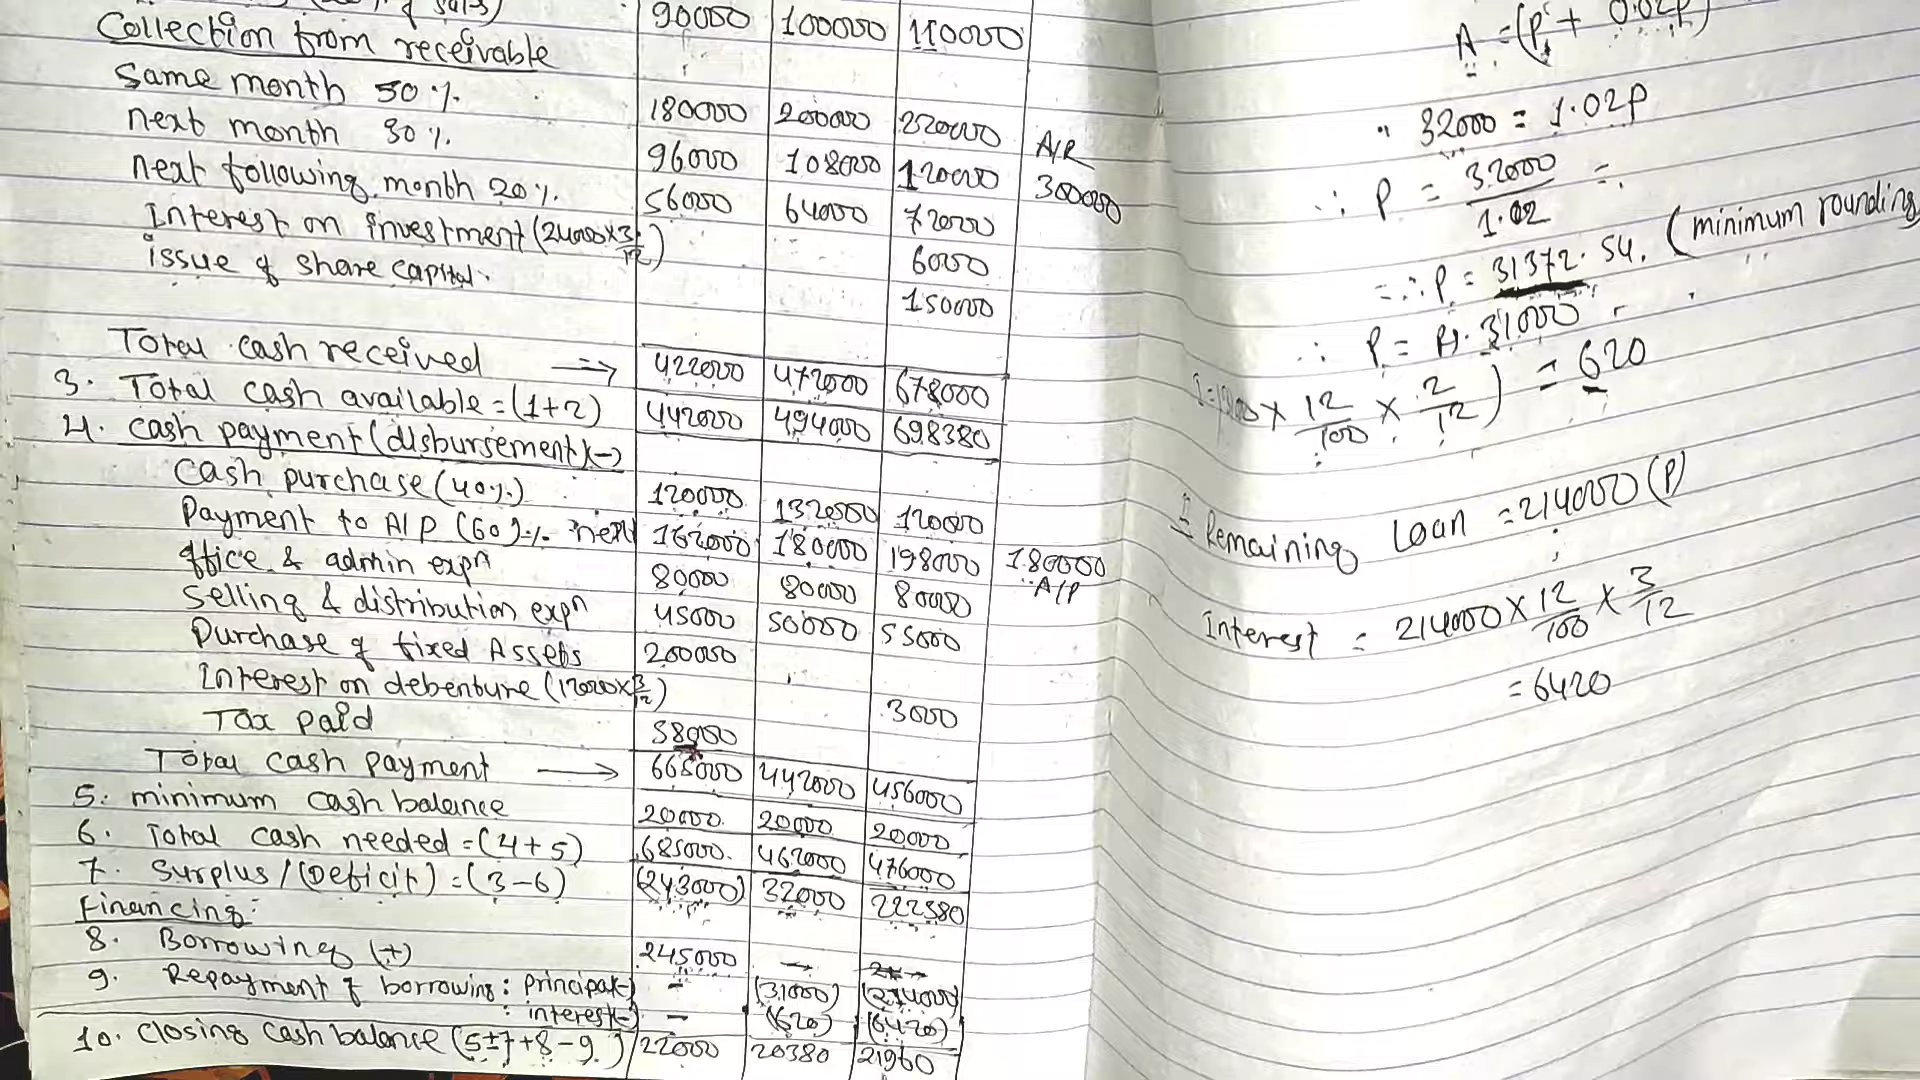 90000 100000 110000
Collection from receivable
Same month 50%. 180000 200000 220000
next month 30%. 96000 108000 120000 A/R
next following month 20%. 56000 64000 72000 300000
Interest on investment (24000×3/12) 6000
issue of share capital. 150000
Total cash received ⇒ 422000 472000 678000
3. Total cash available = (1+2) 442000 494000 698380
4. cash payment (disbursement) (-)
cash purchase (40%) 120000 132000 120000
Payment to A/P (60)% next 162000 180000 198000 180000
office & admin expn 80000 80000 80000 A/P
Selling & distribution expn 45000 50000 55000
Purchase of fixed Assets 200000
Interest on debenture (12000×3/12) 3000
Tax paid 58000
Total cash payment → 665000 442000 456000
5. minimum cash balance 20000. 20000 20000
6. Total cash needed = (4+5) 685000. 462000 476000
7. Surplus/(Deficit) = (3-6) (243000) 32000 222380
Financing:
8. Borrowing (+) 245000 -
9. Repayment of borrowing: principal(-) - (31000) (214000)
: interest(-) - (620) (6420)
10. Closing cash balance (5±7+8-9) 22000 20380 21960
A = (P + 0.02P)
" 32000 = 1.02P
∴ P = 32000/1.02 =
=∴ P = 31372.54. (minimum rounding
∴ P = 31000
× 12/100 × 2/12) = 620
Remaining Loan = 214000 (P)
Interest = 214000 × 12/100 × 3/12
= 6420